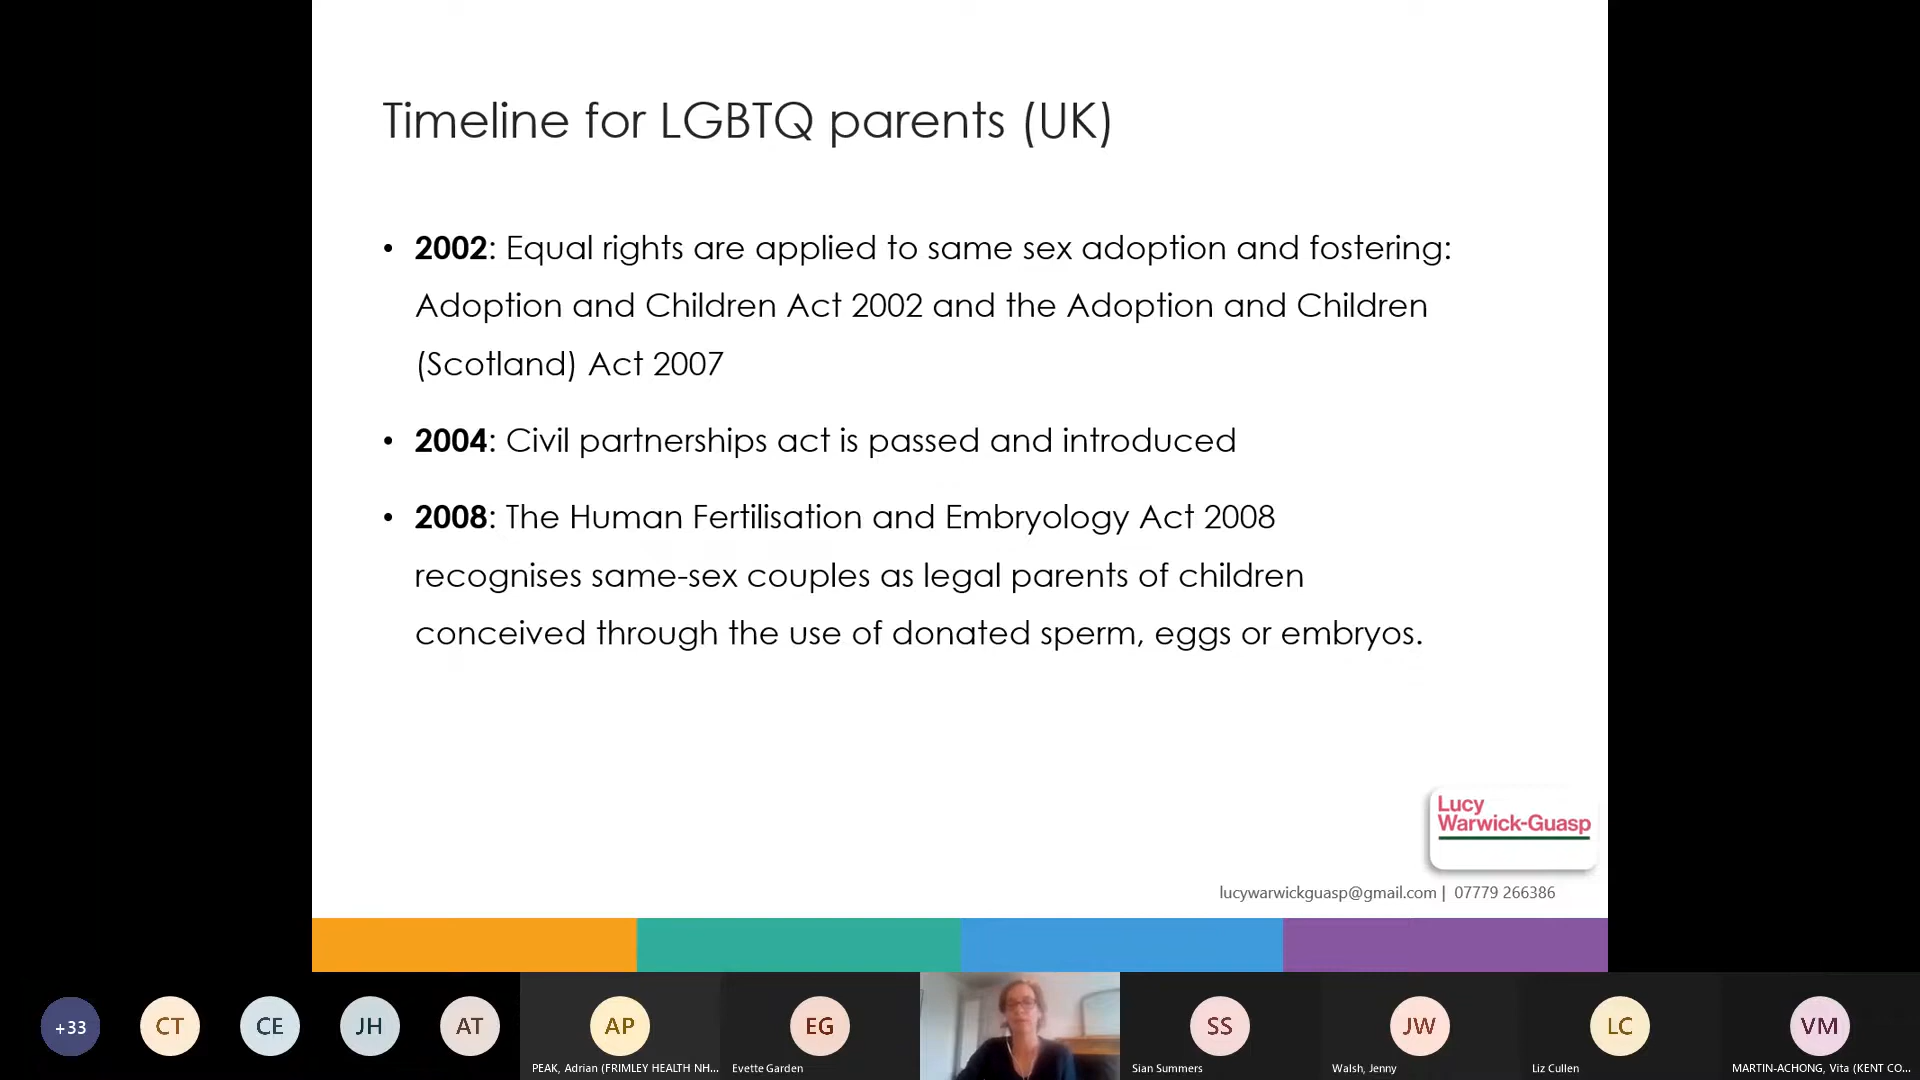 Timeline for LGBTQ parents (UK)
• 2002: Equal rights are applied to same sex adoption and fostering:
Adoption and Children Act 2002 and the Adoption and Children
(Scotland) Act 2007
• 2004: Civil partnerships act is passed and introduced
• 2008: The Human Fertilisation and Embryology Act 2008
recognises same-sex couples as legal parents of children
conceived through the use of donated sperm, eggs or embryos.
Lucy
Warwick-Guasp
lucywarwickguasp@gmail.com | 07779 266386
+33
CT
CE
JH
AT
AP
PEAK, Adrian (FRIMLEY HEALTH NH...
EG
Evette Garden
SS
Sian Summers
JW
Walsh, Jenny
LC
Liz Cullen
VM
MARTIN-ACHONG, Vita (KENT CO...